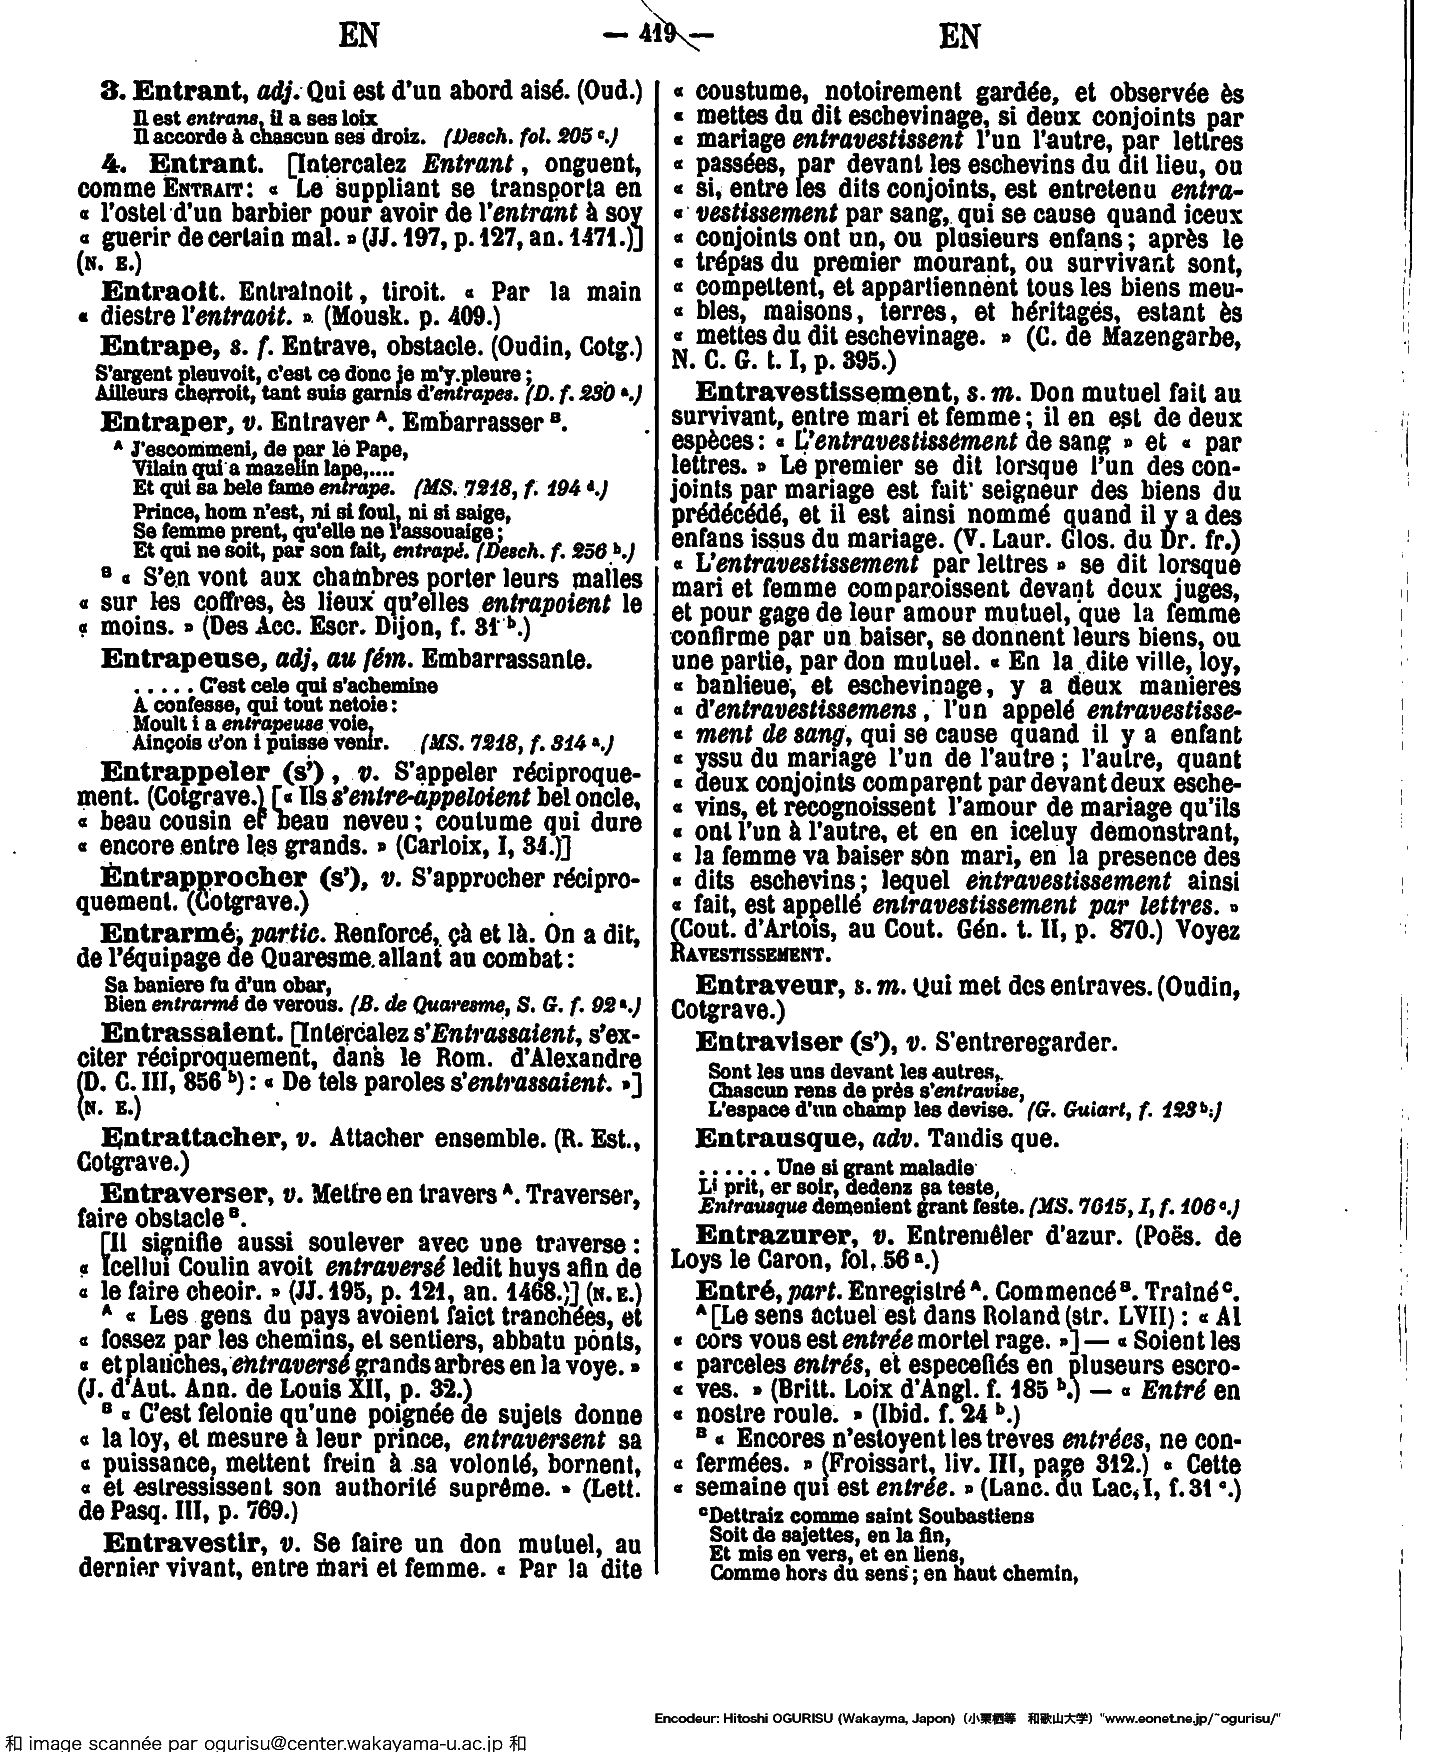 EN
— 419 —
EN
3. Entrant, adj. Qui est d'un abord aisé. (Oud.)
Il est entrans, il a ses loix
Il accorde à chascun ses droiz. (Desch. fol. 205 c.)
4. Entrant. [Intercalez Entrant, onguent,
comme ENTRAIT : « Le suppliant se transporta en
« l'ostel d'un barbier pour avoir de l'entrant à soy
« guerir de certain mal. » (JJ. 197, p. 127, an. 1471.)]
(N. E.)
Entraoit. Entrainoit, tiroit. « Par la main
« diestre l'entraoit. » (Mousk. p. 409.)
Entrape, s. f. Entrave, obstacle. (Oudin, Cotg.)
S'argent pleuvoit, c'est ce donc je m'y pleure ;
Ailleurs cherroit, tant suis garnis d'entrapes. (D. f. 230 a.)
Entraper, v. Entraver A. Embarrasser B.
A J'escommeni, de par le Pape,
Vilain qui a mazelin lape,....
Et qui sa bele fame entrape. (MS. 7218, f. 194 d.)
Prince, hom n'est, ni si foul, ni si saige,
Se femme prent, qu'elle ne l'assouaige ;
Et qui ne soit, par son fait, entrapé. (Desch. f. 256 b.)
B « S'en vont aux chambres porter leurs malles
« sur les coffres, ès lieux qu'elles entrapoient le
« moins. » (Des Acc. Escr. Dijon, f. 31 b.)
Entrapeuse, adj. au fém. Embarrassante.
. . . . . C'est cele qui s'achemine
A confesse, qui tout netoie :
Moult i a entrapeuse voie,
Ainçois c'on i puisse venir. (MS. 7218, f. 314 a.)
Entrappeler (s'), v. S'appeler réciproque-
ment. (Cotgrave.) [« Ils s'entre-appeloient bel oncle,
« beau cousin et beau neveu ; coutume qui dure
« encore entre les grands. » (Carloix, I, 34.)]
Entrapprocher (s'), v. S'approcher récipro-
quement. (Cotgrave.)
Entrarmé, partic. Renforcé, çà et là. On a dit,
de l'équipage de Quaresme allant au combat :
Sa baniere fu d'un obar,
Bien entrarmé de verous. (B. de Quaresme, S. G. f. 92 a.)
Entrassaient. [Intercalez s'Entrassaient, s'ex-
citer réciproquement, dans le Rom. d'Alexandre
(D. C. III, 856 b) : « De tels paroles s'entrassaient. »]
(N. E.)
Entrattacher, v. Attacher ensemble. (R. Est.,
Cotgrave.)
Entraverser, v. Mettre en travers A. Traverser,
faire obstacle B.
[Il signifie aussi soulever avec une traverse :
« Icellui Coulin avoit entraversé ledit huys afin de
« le faire cheoir. » (JJ. 195, p. 121, an. 1468.)] (N. E.)
A « Les gens du pays avoient faict tranchées, et
« fossez par les chemins, et sentiers, abbatu ponts,
« et planches, entraversé grands arbres en la voye. »
(J. d'Aut. Ann. de Louis XII, p. 32.)
B « C'est felonie qu'une poignée de sujets donne
« la loy, et mesure à leur prince, entraversent sa
« puissance, mettent frein à sa volonté, bornent,
« et estressissent son authorité suprême. » (Lett.
de Pasq. III, p. 769.)
Entravestir, v. Se faire un don mutuel, au
dernier vivant, entre mari et femme. « Par la dite
« coustume, notoirement gardée, et observée ès
« mettes du dit eschevinage, si deux conjoints par
« mariage entravestissent l'un l'autre, par lettres
« passées, par devant les eschevins du dit lieu, ou
« si, entre les dits conjoints, est entretenu entra-
« vestissement par sang, qui se cause quand iceux
« conjoints ont un, ou plusieurs enfans ; après le
« trépas du premier mourant, ou survivant sont,
« compettent, et appartiennent tous les biens meu-
« bles, maisons, terres, et héritages, estant ès
« mettes du dit eschevinage. » (C. de Mazengarbe,
N. C. G. t. I, p. 395.)
Entravestissement, s. m. Don mutuel fait au
survivant, entre mari et femme ; il en est de deux
espèces : « L'entravestissement de sang » et « par
lettres. » Le premier se dit lorsque l'un des con-
joints par mariage est fait seigneur des biens du
prédécédé, et il est ainsi nommé quand il y a des
enfans issus du mariage. (V. Laur. Glos. du Dr. fr.)
« L'entravestissement par lettres » se dit lorsque
mari et femme comparoissent devant deux juges,
et pour gage de leur amour mutuel, que la femme
confirme par un baiser, se donnent leurs biens, ou
une partie, par don mutuel. « En la dite ville, loy,
« banlieue, et eschevinage, y a deux manieres
« d'entravestissemens, l'un appelé entravestisse-
« ment de sang, qui se cause quand il y a enfant
« yssu du mariage l'un de l'autre ; l'autre, quant
« deux conjoints comparent par devant deux esche-
« vins, et recognoissent l'amour de mariage qu'ils
« ont l'un à l'autre, et en en iceluy demonstrant,
« la femme va baiser son mari, en la presence des
« dits eschevins ; lequel entravestissement ainsi
« fait, est appellé entravestissement par lettres. »
(Cout. d'Artois, au Cout. Gén. t. II, p. 870.) Voyez
RAVESTISSEMENT.
Entraveur, s. m. Qui met des entraves. (Oudin,
Cotgrave.)
Entraviser (s'), v. S'entreregarder.
Sont les uns devant les autres,
Chascun rens de près s'entravise,
L'espace d'un champ les devise. (G. Guiart, f. 123 b.)
Entrausque, adv. Tandis que.
. . . . . . Une si grant maladie
Li prit, er soir, dedenz sa teste,
Entrausque demenient grant feste. (MS. 7615, I, f. 106 c.)
Entrazurer, v. Entremêler d'azur. (Poës. de
Loys le Caron, fol. 56 a.)
Entré, part. Enregistré A. Commencé B. Trainé C.
A [Le sens actuel est dans Roland (str. LVII) : « Al
« cors vous est entrée mortel rage. »] — « Soient les
« parceles entrés, et especefiés en pluseurs escro-
« ves. » (Britt. Loix d'Angl. f. 185 b.) — « Entré en
« nostre roule. » (Ibid. f. 24 b.)
B « Encores n'estoyent les treves entrées, ne con-
« fermées. » (Froissart, liv. III, page 312.) « Cette
« semaine qui est entrée. » (Lanc. du Lac, I, f. 31 c.)
C Dettraiz comme saint Soubastiens
Soit de sajettes, en la fin,
Et mis en vers, et en liens,
Comme hors du sens ; en haut chemin,
Encodeur: Hitoshi OGURISU (Wakayma, Japon) (小栗栖等 和歌山大学) "www.eonet.ne.jp/~ogurisu/"
和 image scannée par ogurisu@center.wakayama-u.ac.jp 和